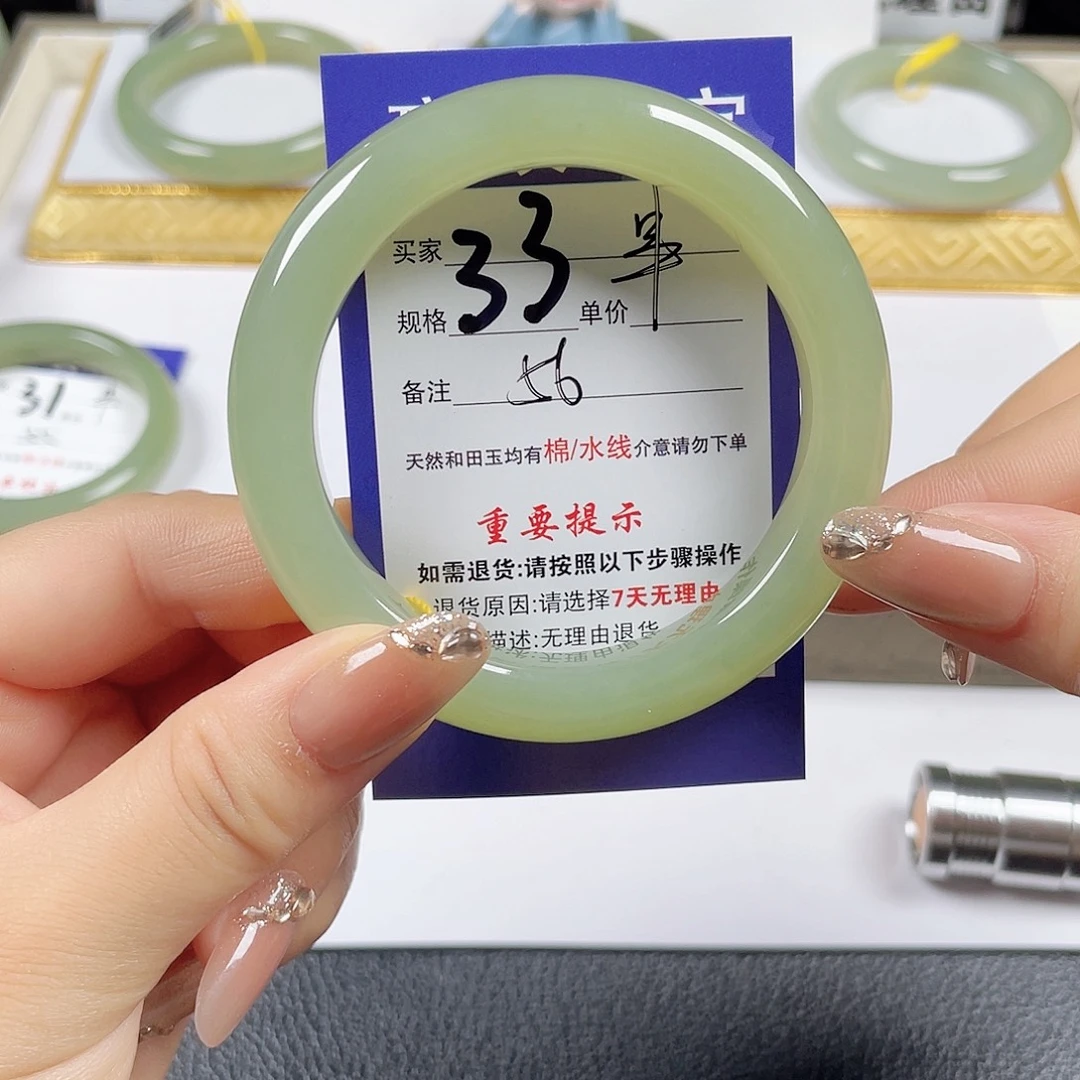 买家 33 单
规格 单价
备注 56
天然和田玉均有棉/水线介意请勿下单
重要提示
如需退货:请按照以下步骤操作
退货原因:请选择7天无理由
描述:无理由退货
31